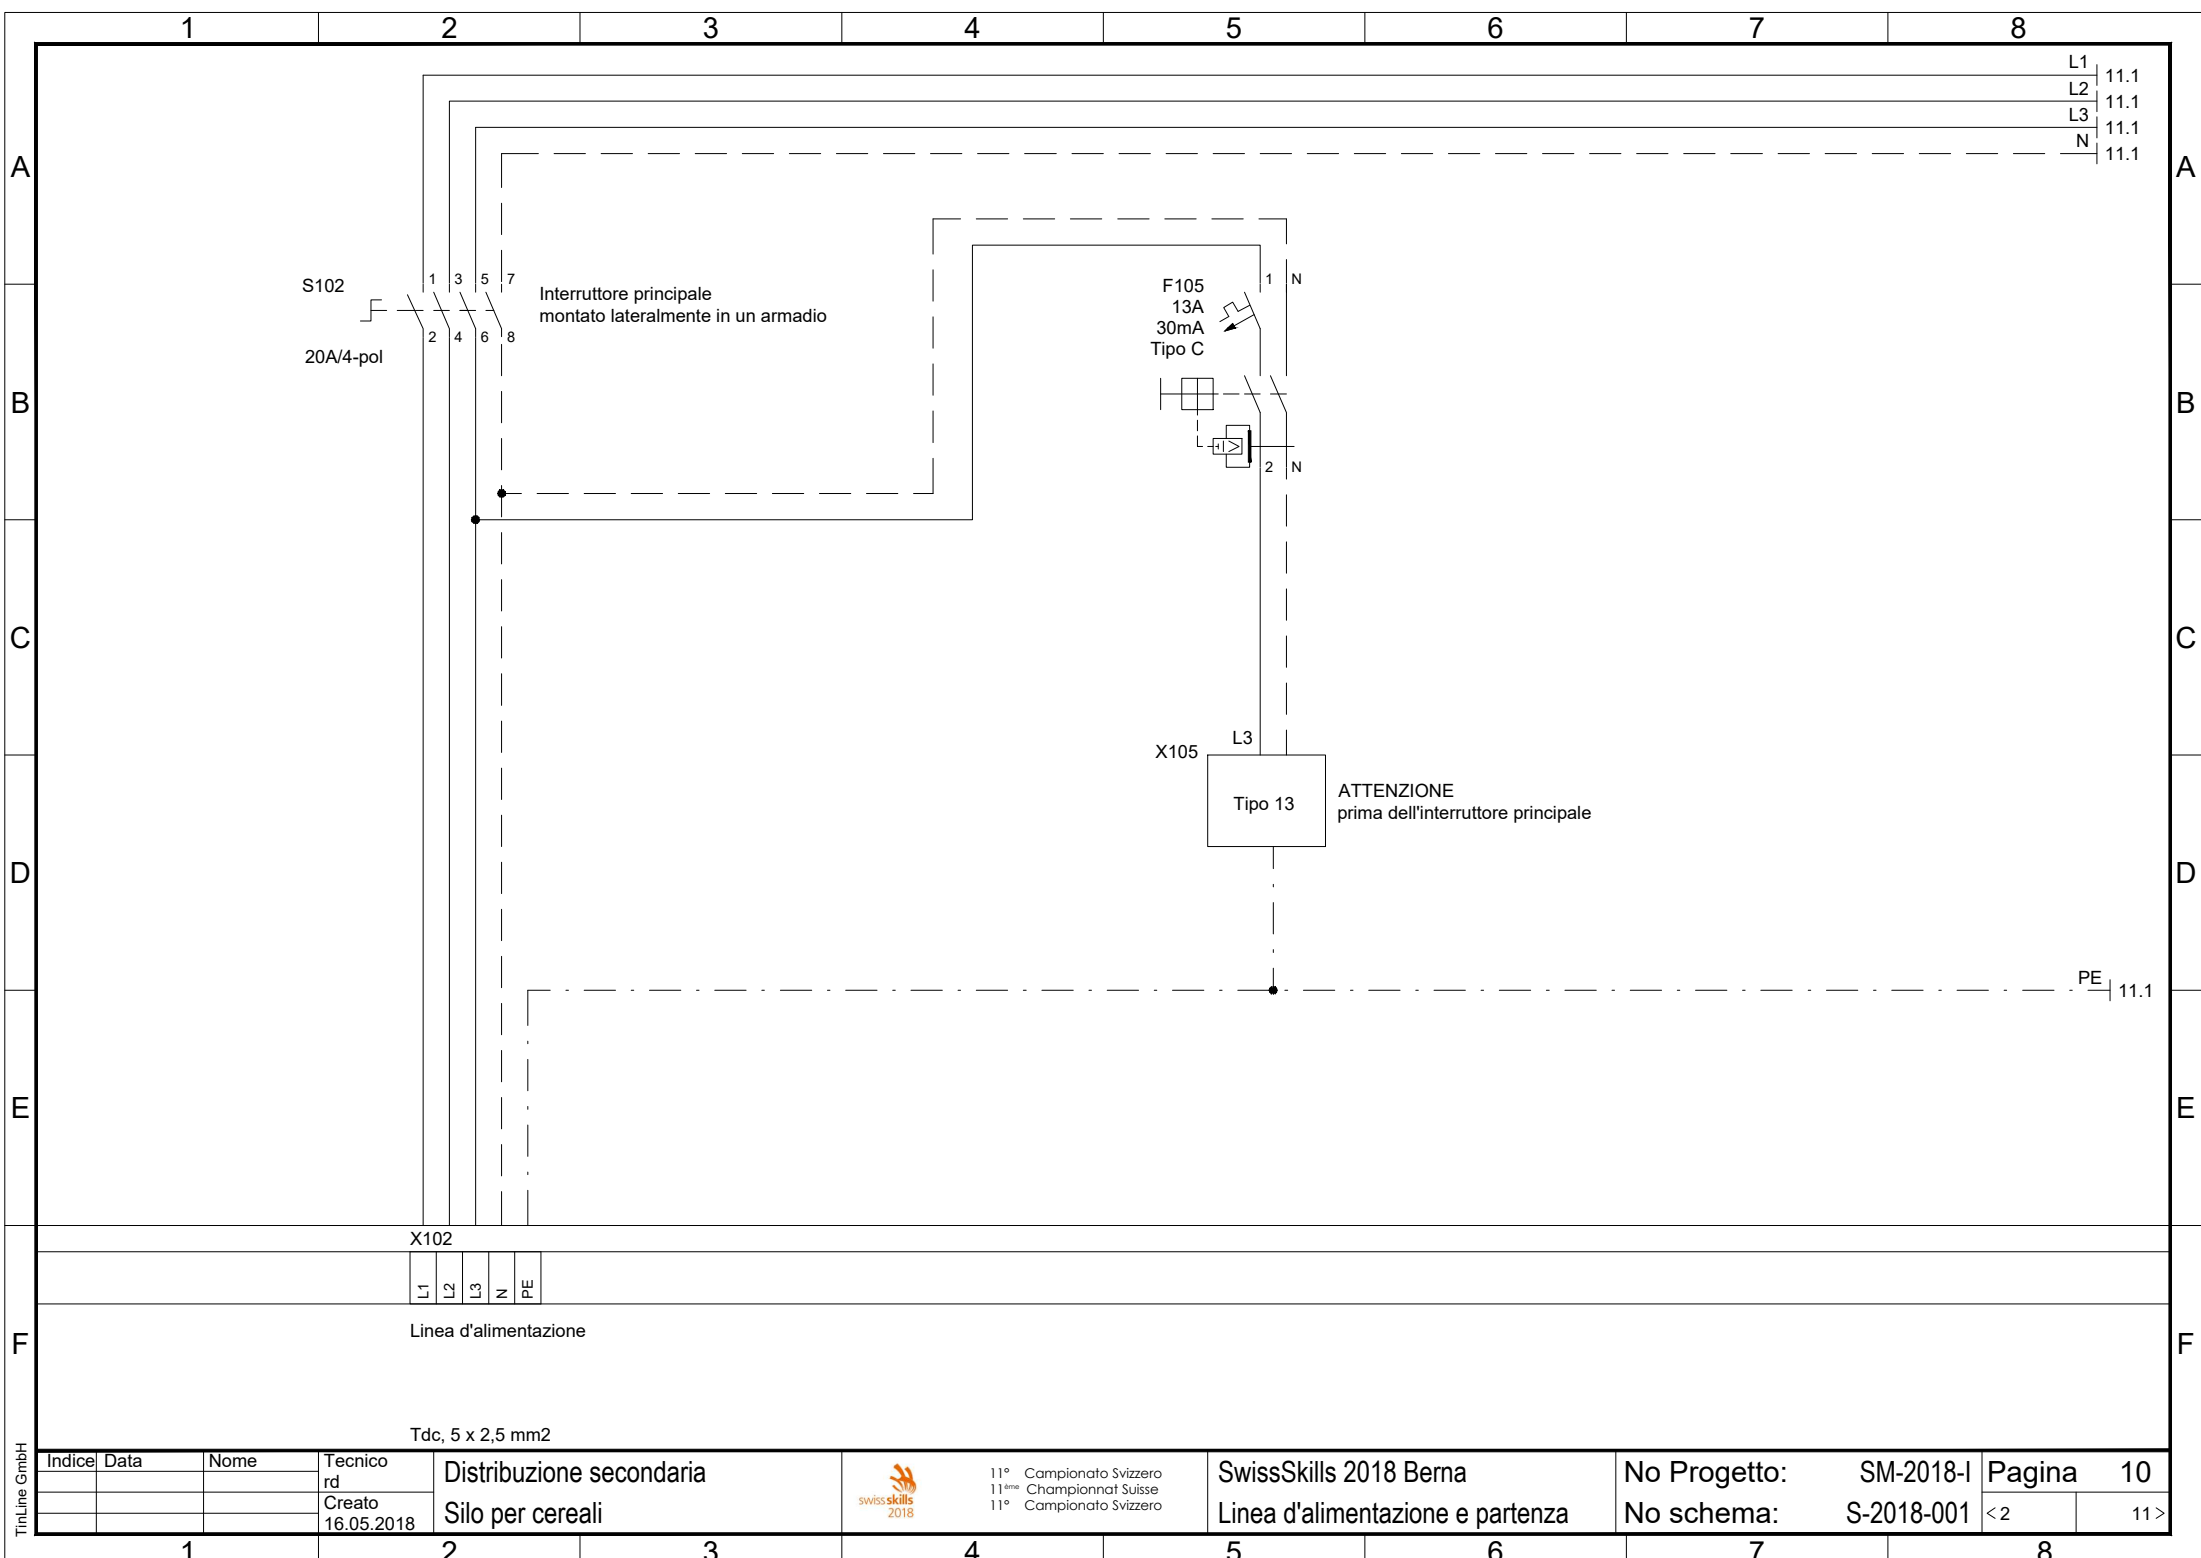 1 2 3 4 5 6 7 8
L1 11.1
L2 11.1
L3 11.1
N 11.1
A A
S102
1 3 5 7
2 4 6 8
20A/4-pol
Interruttore principale
montato lateralmente in un armadio
F105
13A
30mA
Tipo C
1 N
2 N
B B
C C
L3
X105
Tipo 13
ATTENZIONE
prima dell'interruttore principale
D D
PE 11.1
E E
X102
L1 L2 L3 N PE
Linea d'alimentazione
F F
Tdc, 5 x 2,5 mm2
TinLine GmbH
Indice Data Nome
Tecnico
rd
Creato
16.05.2018
Distribuzione secondaria
Silo per cereali
swissskills
2018
11° Campionato Svizzero
11ème Championnat Suisse
11° Campionato Svizzero
SwissSkills 2018 Berna
Linea d'alimentazione e partenza
No Progetto: SM-2018-I
No schema: S-2018-001
Pagina 10
< 2 11 >
1 2 3 4 5 6 7 8